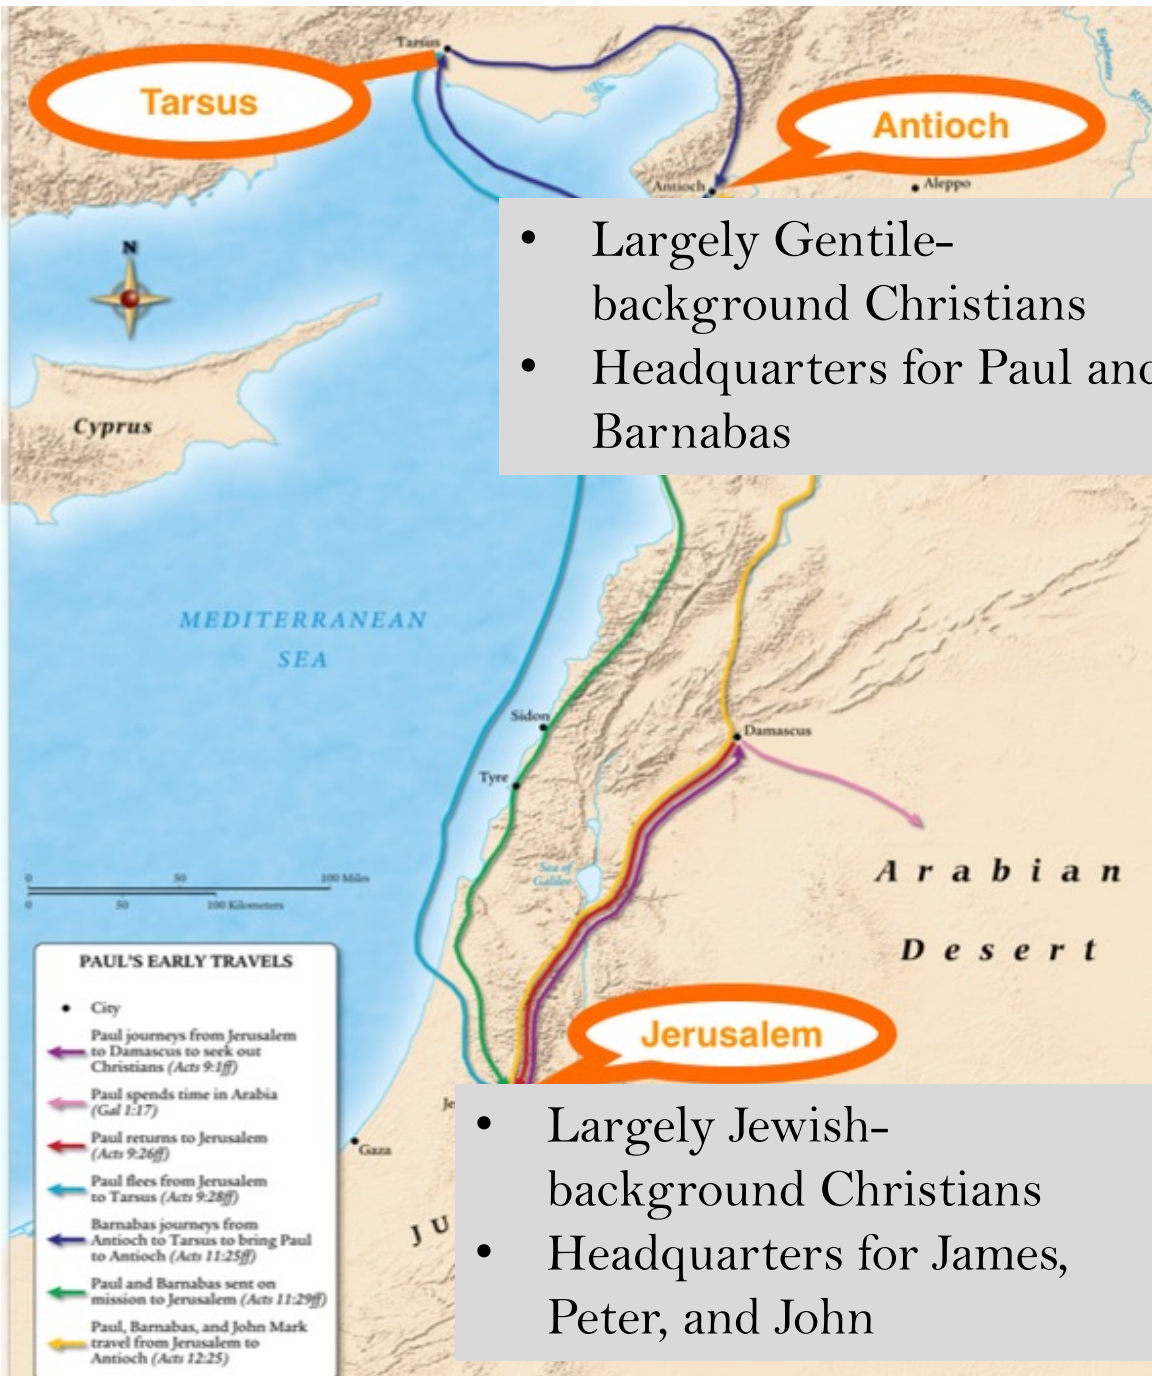 Tarsus
Tarsus
Antioch
Antioch
Aleppo
Euphrates
River
N
• Largely Gentile-
background Christians
• Headquarters for Paul and
Barnabas
Cyprus
MEDITERRANEAN
SEA
Sidon
Damascus
Tyre
Sea of
Galilee
Arabian
Desert
0 50 100 Miles
0 50 100 Kilometers
Jerusalem
Je
Gaza
JU
• Largely Jewish-
background Christians
• Headquarters for James,
Peter, and John
PAUL'S EARLY TRAVELS
City
Paul journeys from Jerusalem
to Damascus to seek out
Christians (Acts 9:1ff)
Paul spends time in Arabia
(Gal 1:17)
Paul returns to Jerusalem
(Acts 9:26ff)
Paul flees from Jerusalem
to Tarsus (Acts 9:28ff)
Barnabas journeys from
Antioch to Tarsus to bring Paul
to Antioch (Acts 11:25ff)
Paul and Barnabas sent on
mission to Jerusalem (Acts 11:29ff)
Paul, Barnabas, and John Mark
travel from Jerusalem to
Antioch (Acts 12:25)